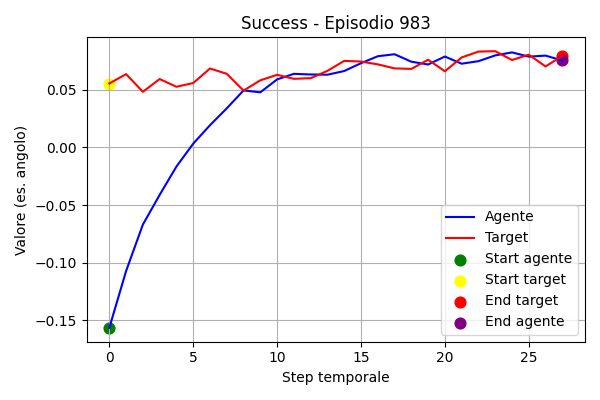 Success - Episodio 983
Valore (es. angolo)
0.05
0.00
−0.05
−0.10
−0.15
Agente
Target
Start agente
Start target
End target
End agente
0 5 10 15 20 25
Step temporale